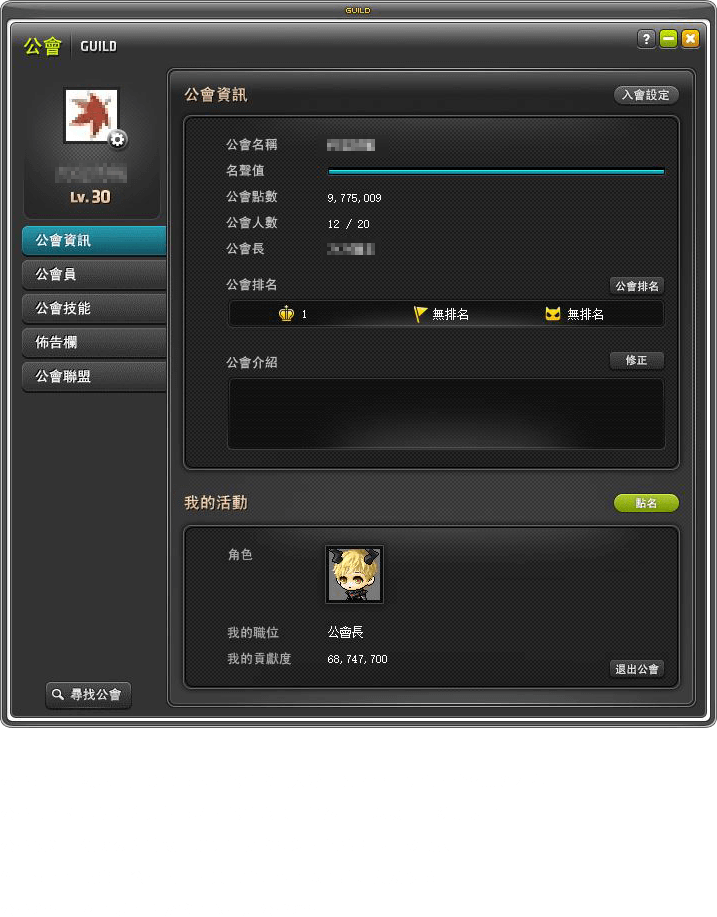 GUILD
公會 GUILD
?
Lv.30
公會資訊
公會員
公會技能
佈告欄
公會聯盟
尋找公會
公會資訊 入會設定
公會名稱
名聲值
公會點數 9,775,009
公會人數 12 / 20
公會長
公會排名 公會排名
1 無排名 無排名
公會介紹 修正
我的活動 點名
角色
我的職位 公會長
我的貢獻度 68,747,700
退出公會